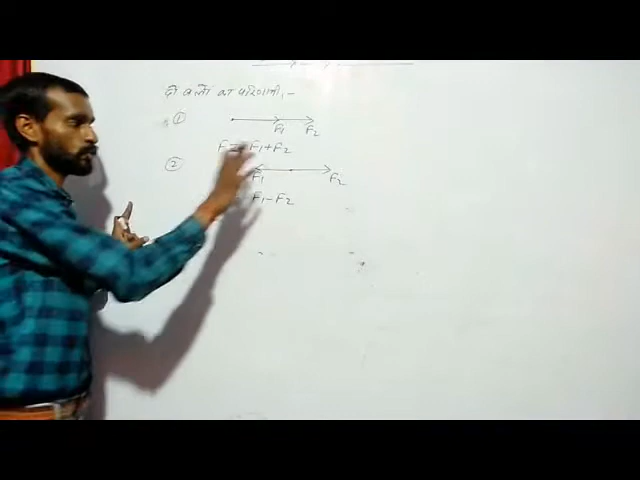 दो बलों का परिणामी :-
①
F₁ F₂
F = F₁+F₂
②
F₁ F₂
F₁-F₂